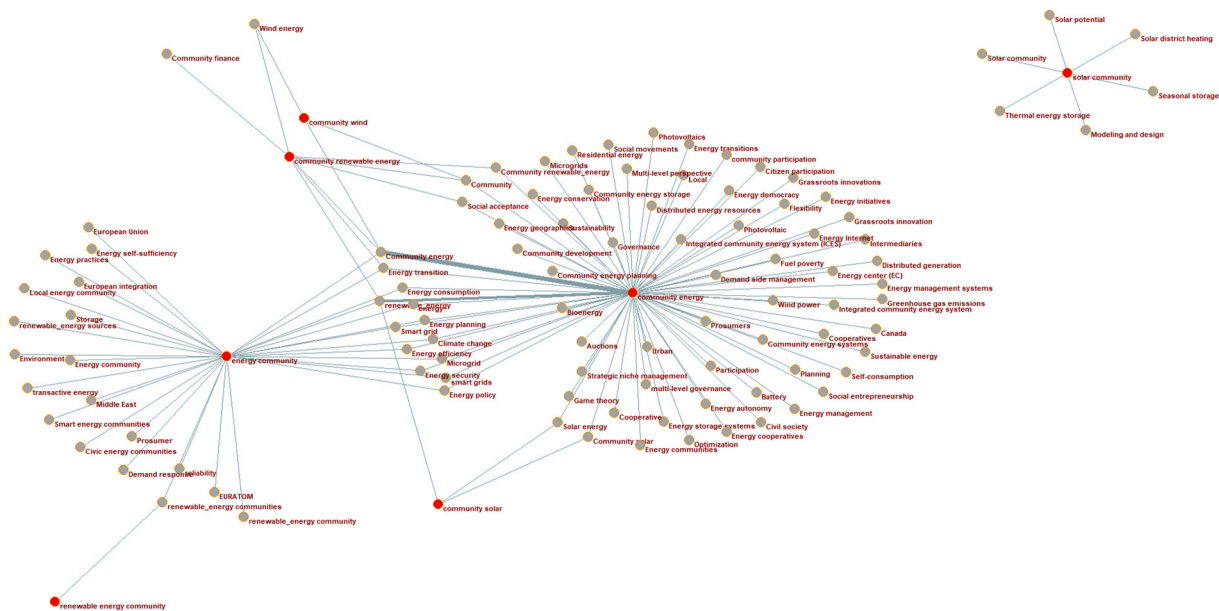 Solar potential
Wind energy
Solar district heating
Community finance
Solar community
solar community
Seasonal storage
Thermal energy storage
community wind
Modeling and design
Photovoltaics
Social movements
Energy transitions
Residential energy
community participation
community renewable energy
Microgrids
Community renewable_energy
Multi-level perspective
Local
Citizen participation
Grassroots innovations
Community
Energy conservation
Community energy storage
Energy democracy
Energy initiatives
Social acceptance
Distributed energy resources
Flexibility
Grassroots innovation
European Union
Energy geographies
Sustainability
Photovoltaic
Energy Internet
Intermediaries
Governance
Integrated community energy system (ICES)
Energy self-sufficiency
Energy practices
Community energy
Community development
Fuel poverty
Distributed generation
Energy transition
Community energy planning
Demand side management
Energy center (EC)
European integration
Local energy community
Energy consumption
community energy
Energy management systems
renewable_energy
energy
Bioenergy
Wind power
Greenhouse gas emissions
Integrated community energy system
Storage
renewable_energy sources
Energy planning
Smart grid
Prosumers
Canada
Cooperatives
Climate change
Auctions
Urban
Community energy systems
Sustainable energy
Environment
Energy community
energy community
Energy efficiency
Microgrid
Energy security
smart grids
Strategic niche management
Participation
Planning
Self-consumption
transactive energy
Energy policy
multi-level governance
Battery
Social entrepreneurship
Middle East
Game theory
Energy autonomy
Energy management
Smart energy communities
Solar energy
Cooperative
Energy storage systems
Civil society
Prosumer
Community solar
Energy communities
Optimization
Energy cooperatives
Civic energy communities
Demand response
reliability
EURATOM
renewable_energy communities
community solar
renewable_energy community
renewable energy community